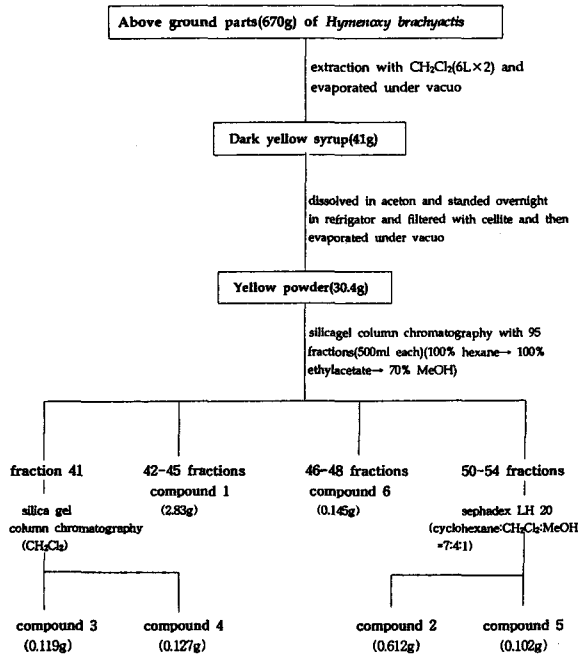 Above ground parts(670g) of Hymenoxy brachyactis
extraction with CH₂Cl₂(6L×2) and
evaporated under vacuo
Dark yellow syrup(41g)
dissolved in aceton and standed overnight
in refrigator and filtered with cellite and then
evaporated under vacuo
Yellow powder(30.4g)
silicagel column chromatography with 95
fractions(500ml each)(100% hexane→ 100%
ethylacetate→ 70% MeOH)
fraction 41
silica gel
column chromatography
(CH₂Cl₂)
42-45 fractions
compound 1
(2.83g)
46-48 fractions
compound 6
(0.145g)
50-54 fractions
sephadex LH 20
(cyclohexane:CH₂Cl₂:MeOH
=7:4:1)
compound 3
(0.119g)
compound 4
(0.127g)
compound 2
(0.612g)
compound 5
(0.102g)